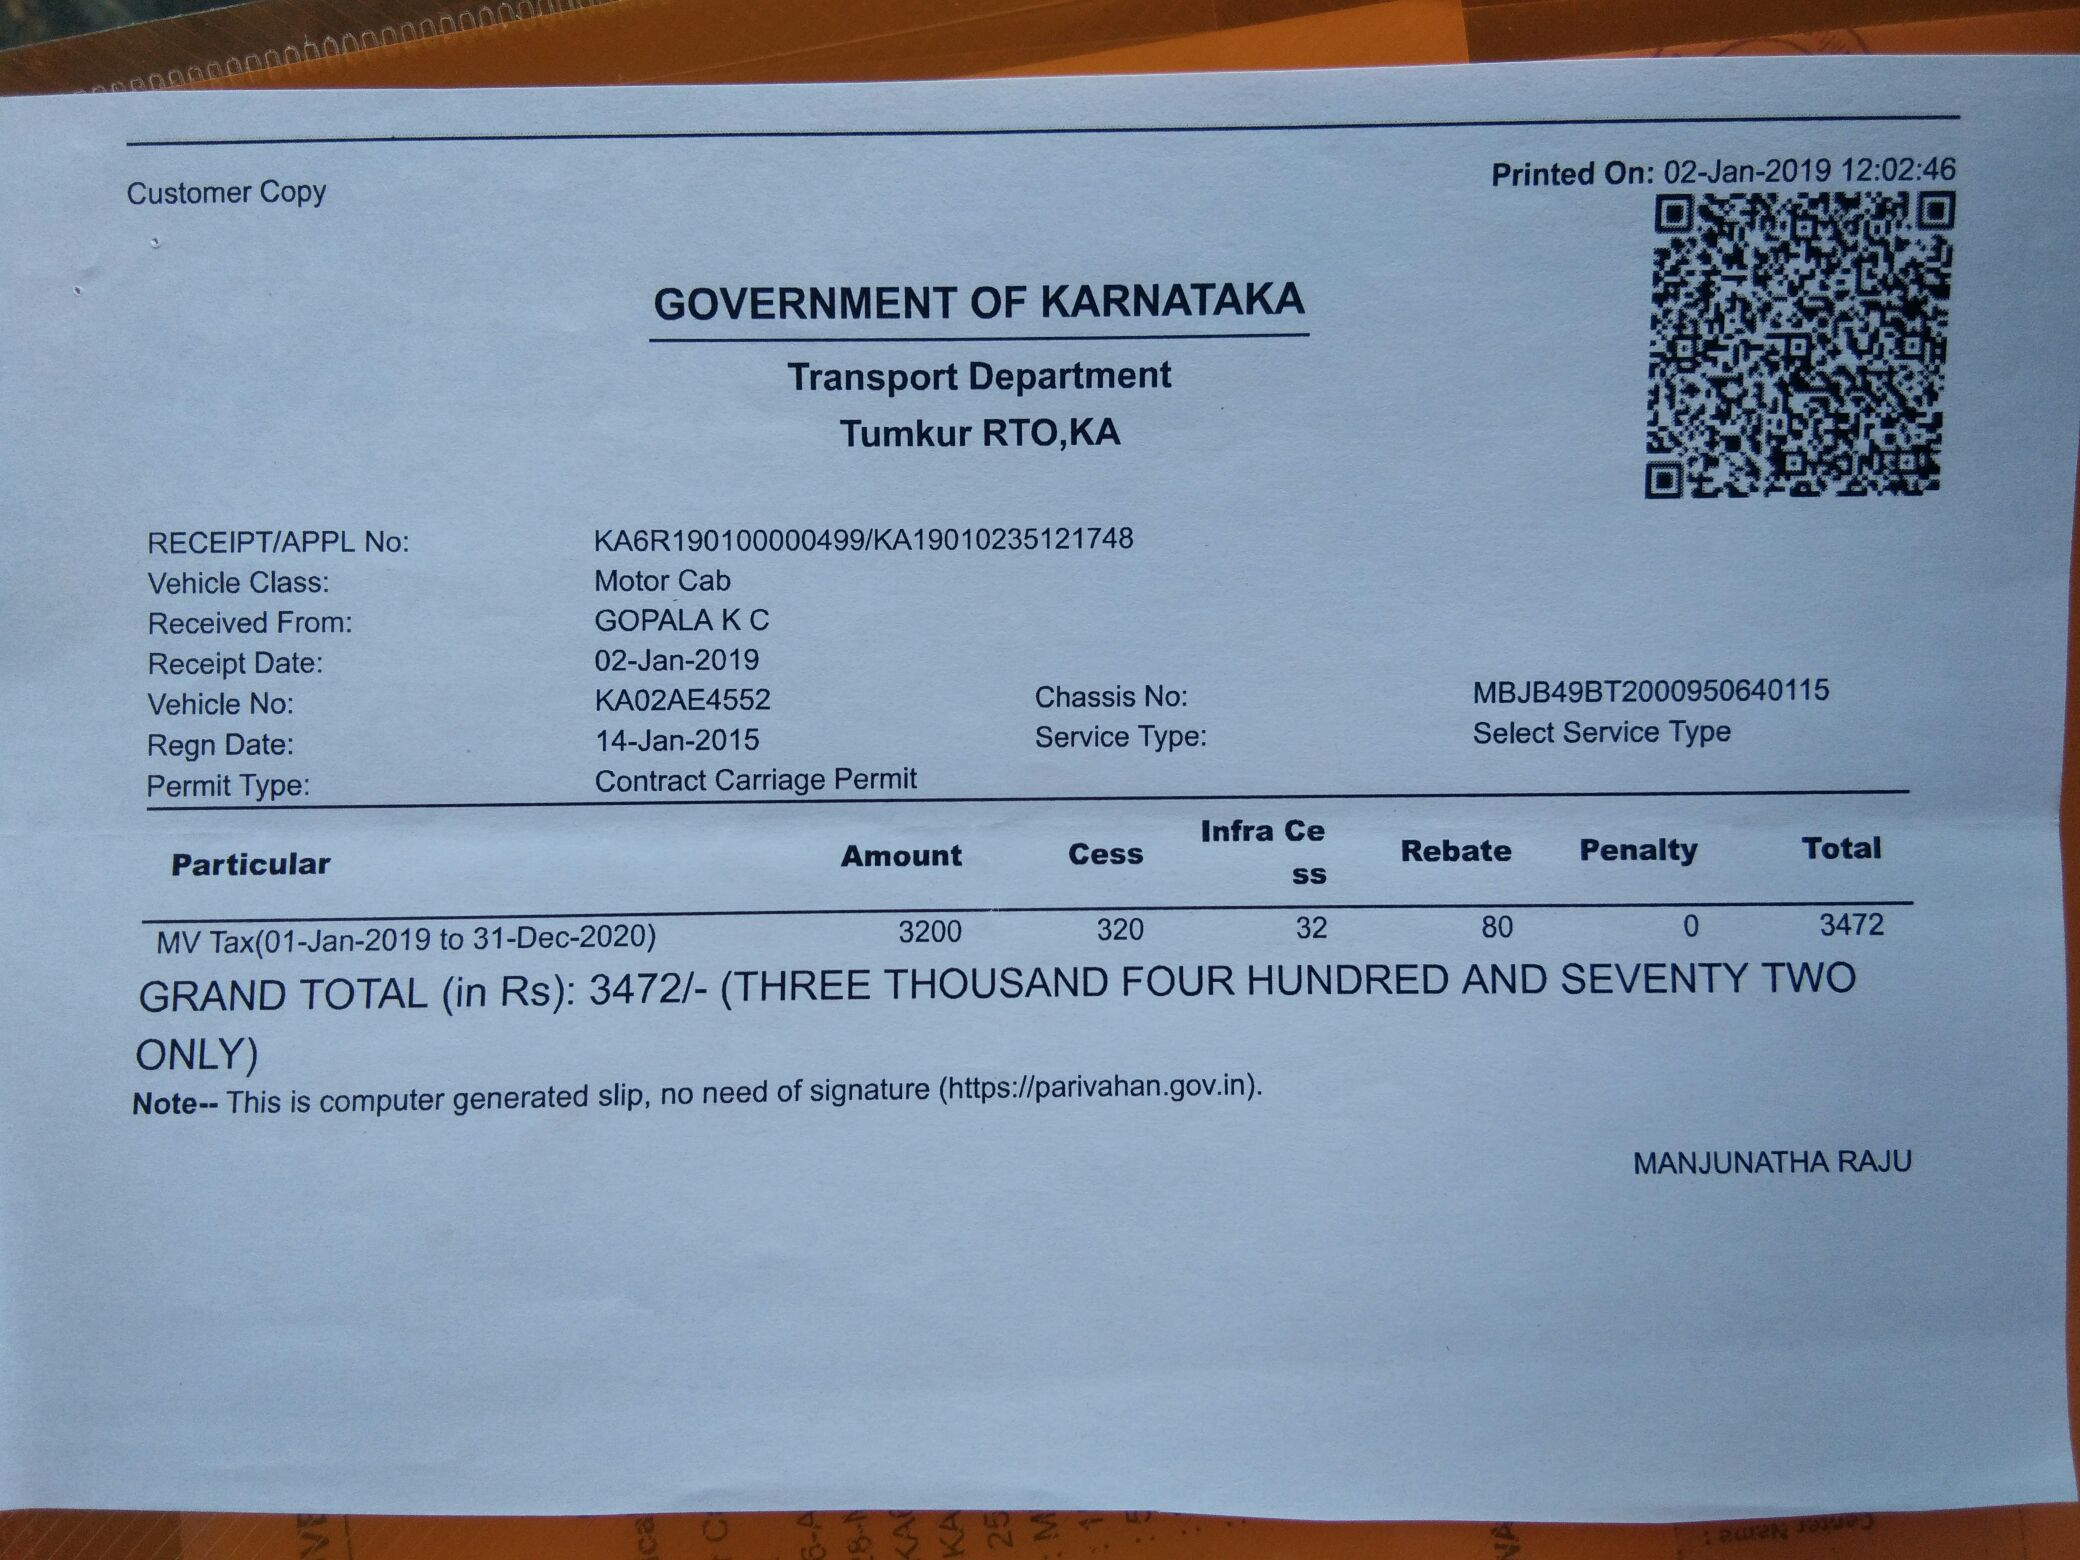 Printed On: 02-Jan-2019 12:02:46
Customer Copy
GOVERNMENT OF KARNATAKA
Transport Department
Tumkur RTO,KA
RECEIPT/APPL No: KA6R190100000499/KA19010235121748
Vehicle Class: Motor Cab
Received From: GOPALA K C
Receipt Date: 02-Jan-2019
Vehicle No: KA02AE4552 Chassis No: MBJB49BT2000950640115
Regn Date: 14-Jan-2015 Service Type: Select Service Type
Permit Type: Contract Carriage Permit
Particular Amount Cess Infra Ce Rebate Penalty Total
ss
MV Tax(01-Jan-2019 to 31-Dec-2020) 3200 320 32 80 0 3472
GRAND TOTAL (in Rs): 3472/- (THREE THOUSAND FOUR HUNDRED AND SEVENTY TWO
ONLY)
Note-- This is computer generated slip, no need of signature (https://parivahan.gov.in).
MANJUNATHA RAJU
Center Name :